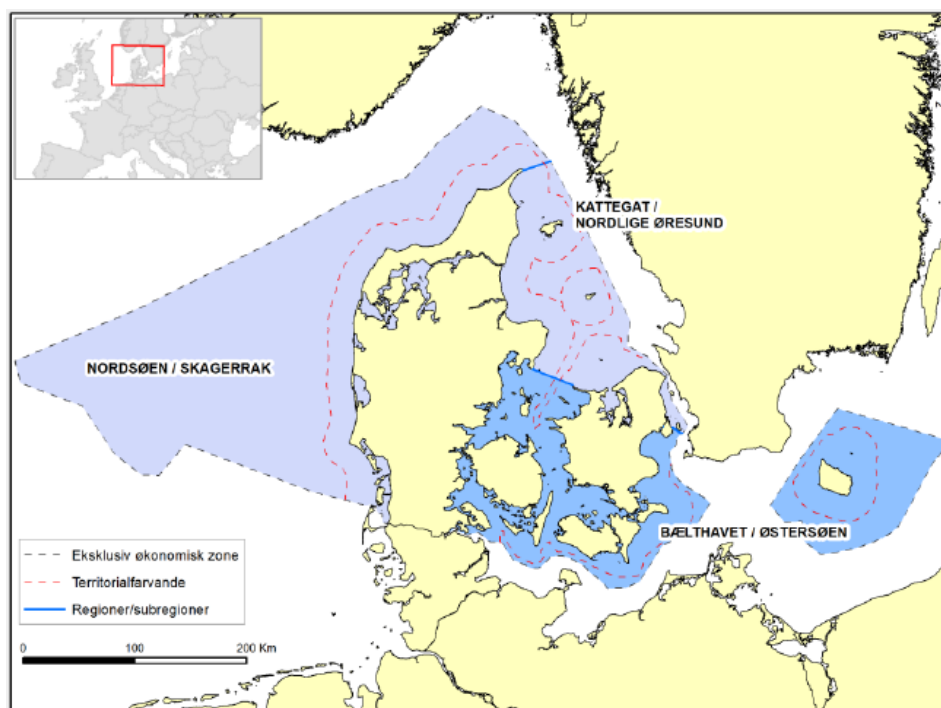 KATTEGAT /
NORDLIGE ØRESUND
NORDSØEN / SKAGERRAK
BÆLTHAVET / ØSTERSØEN
Eksklusiv økonomisk zone
Territorialfarvande
Regioner/subregioner
0 100 200 Km